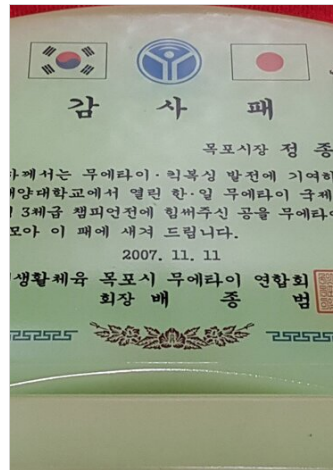 감 사 패
목포시장 정 종
께서는 무에타이·킥복싱 발전에 기여하
해양대학교에서 열린 한·일 무에타이 국제
3체급 챔피언전에 힘써주신 공을 무에타이
모아 이 패에 새겨 드립니다.
2007. 11. 11
생활체육 목포시 무에타이 연합회
회장 배 종 범